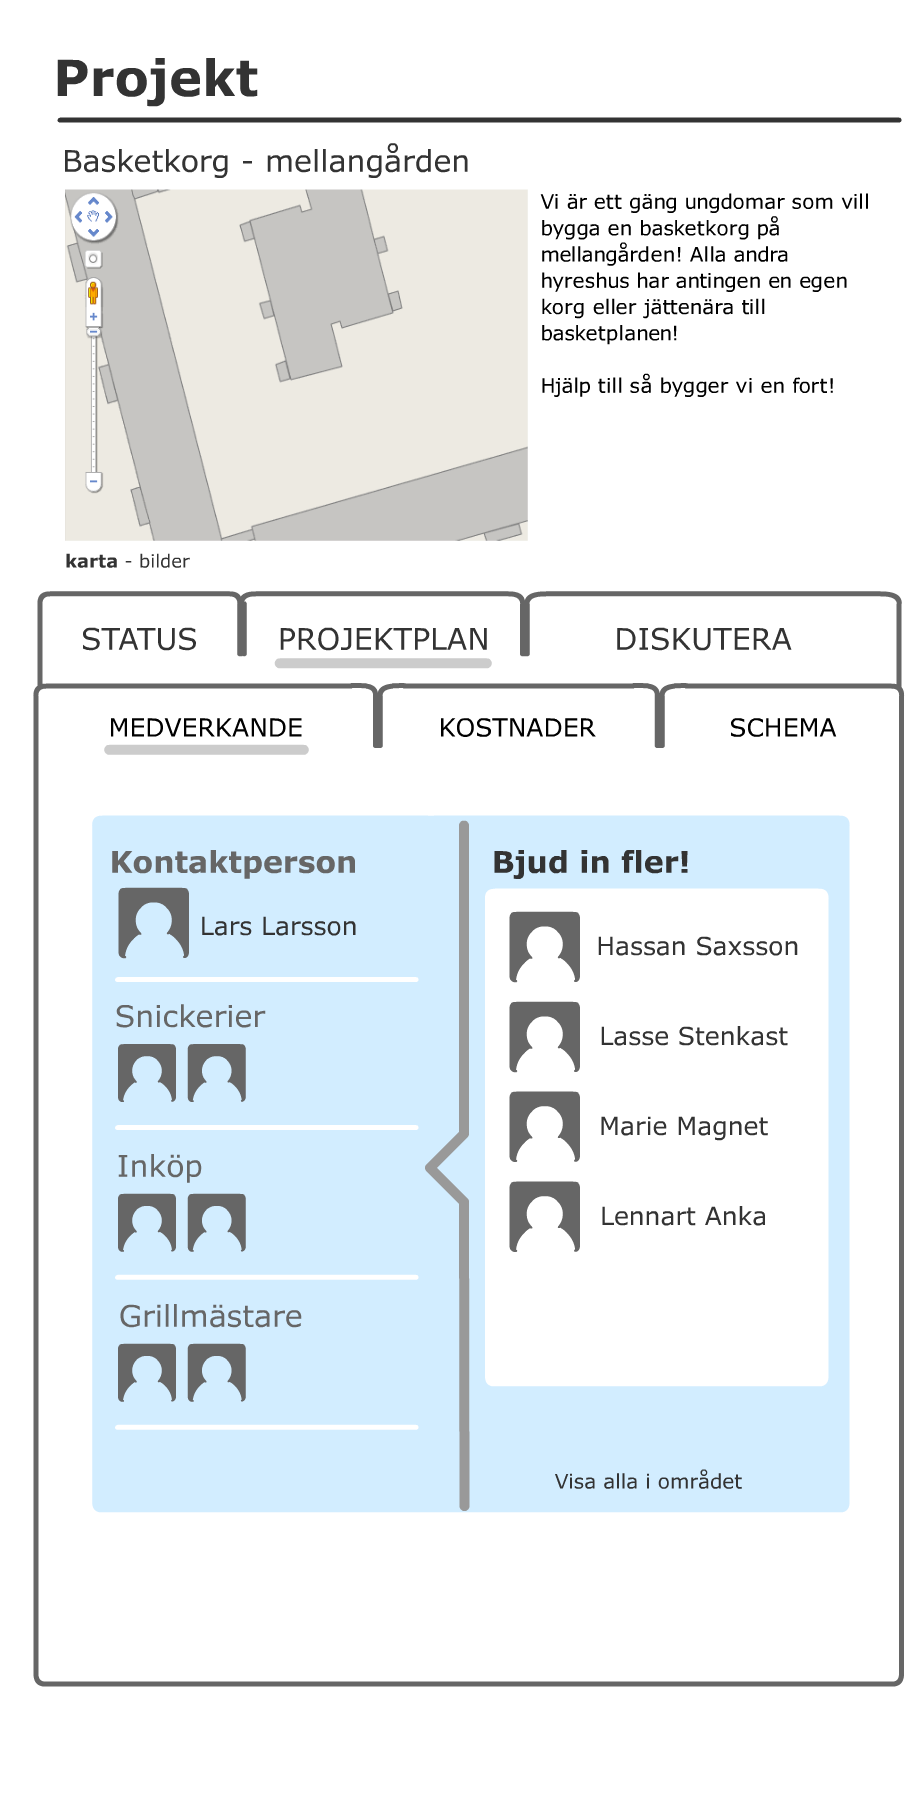 Projekt
Basketkorg - mellangården
Vi är ett gäng ungdomar som vill
bygga en basketkorg på
mellangården! Alla andra
hyreshus har antingen en egen
korg eller jättenära till
basketplanen!
Hjälp till så bygger vi en fort!
karta - bilder
STATUS
PROJEKTPLAN
DISKUTERA
MEDVERKANDE
KOSTNADER
SCHEMA
Kontaktperson
Lars Larsson
Snickerier
Inköp
Grillmästare
Bjud in fler!
Hassan Saxsson
Lasse Stenkast
Marie Magnet
Lennart Anka
Visa alla i området